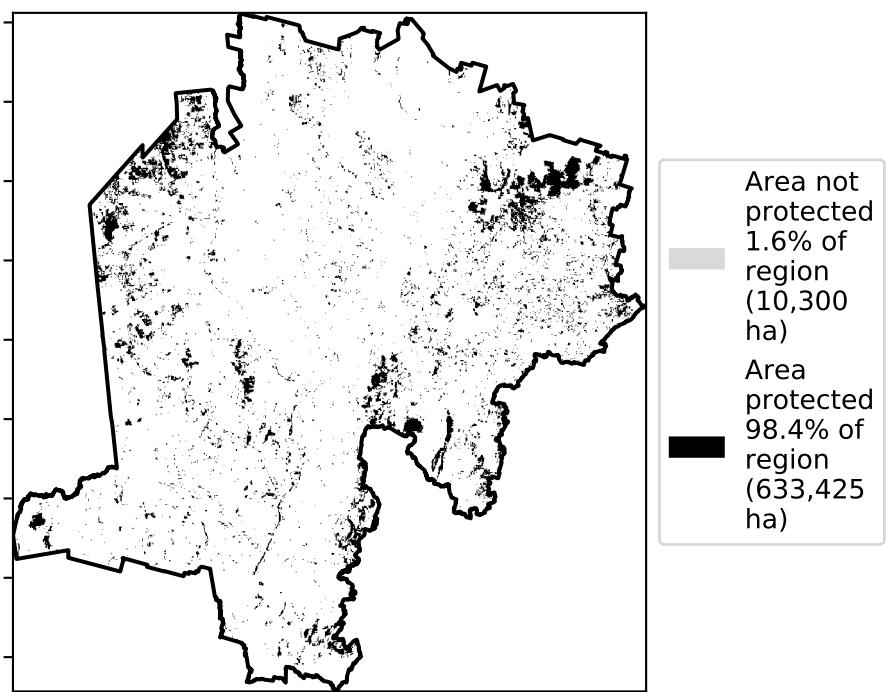 Area not
protected
1.6% of
region
(10,300
ha)
Area
protected
98.4% of
region
(633,425
ha)